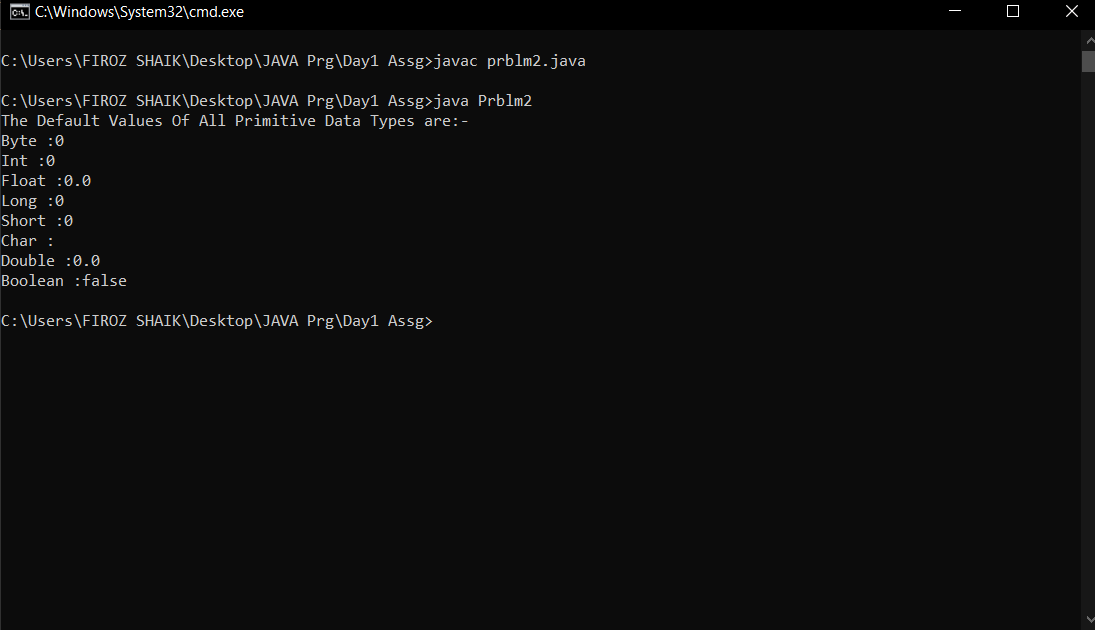 C:\Windows\System32\cmd.exe
C:\Users\FIROZ SHAIK\Desktop\JAVA Prg\Day1 Assg>javac prblm2.java
C:\Users\FIROZ SHAIK\Desktop\JAVA Prg\Day1 Assg>java Prblm2
The Default Values Of All Primitive Data Types are:-
Byte :0
Int :0
Float :0.0
Long :0
Short :0
Char :
Double :0.0
Boolean :false
C:\Users\FIROZ SHAIK\Desktop\JAVA Prg\Day1 Assg>